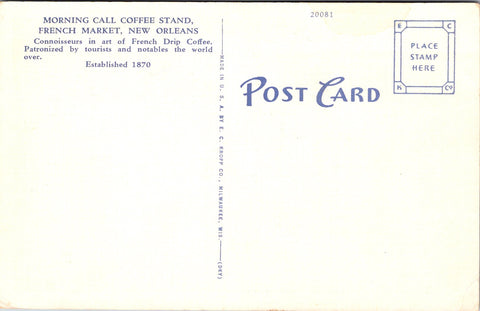 MORNING CALL COFFEE STAND,
FRENCH MARKET, NEW ORLEANS
Connoisseurs in art of French Drip Coffee.
Patronized by tourists and notables the world
over.
Established 1870
MADE IN U. S. A. BY E. C. KROPP CO., MILWAUKEE, WIS. (DEY)
20081
POST CARD
E C
PLACE
STAMP
HERE
K Co